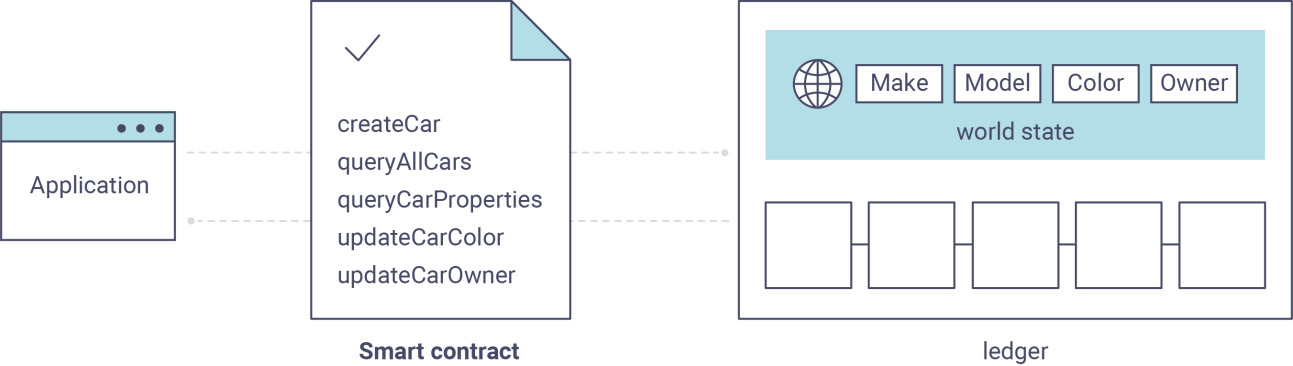 Application
createCar
queryAllCars
queryCarProperties
updateCarColor
updateCarOwner
Smart contract
Make Model Color Owner
world state
ledger